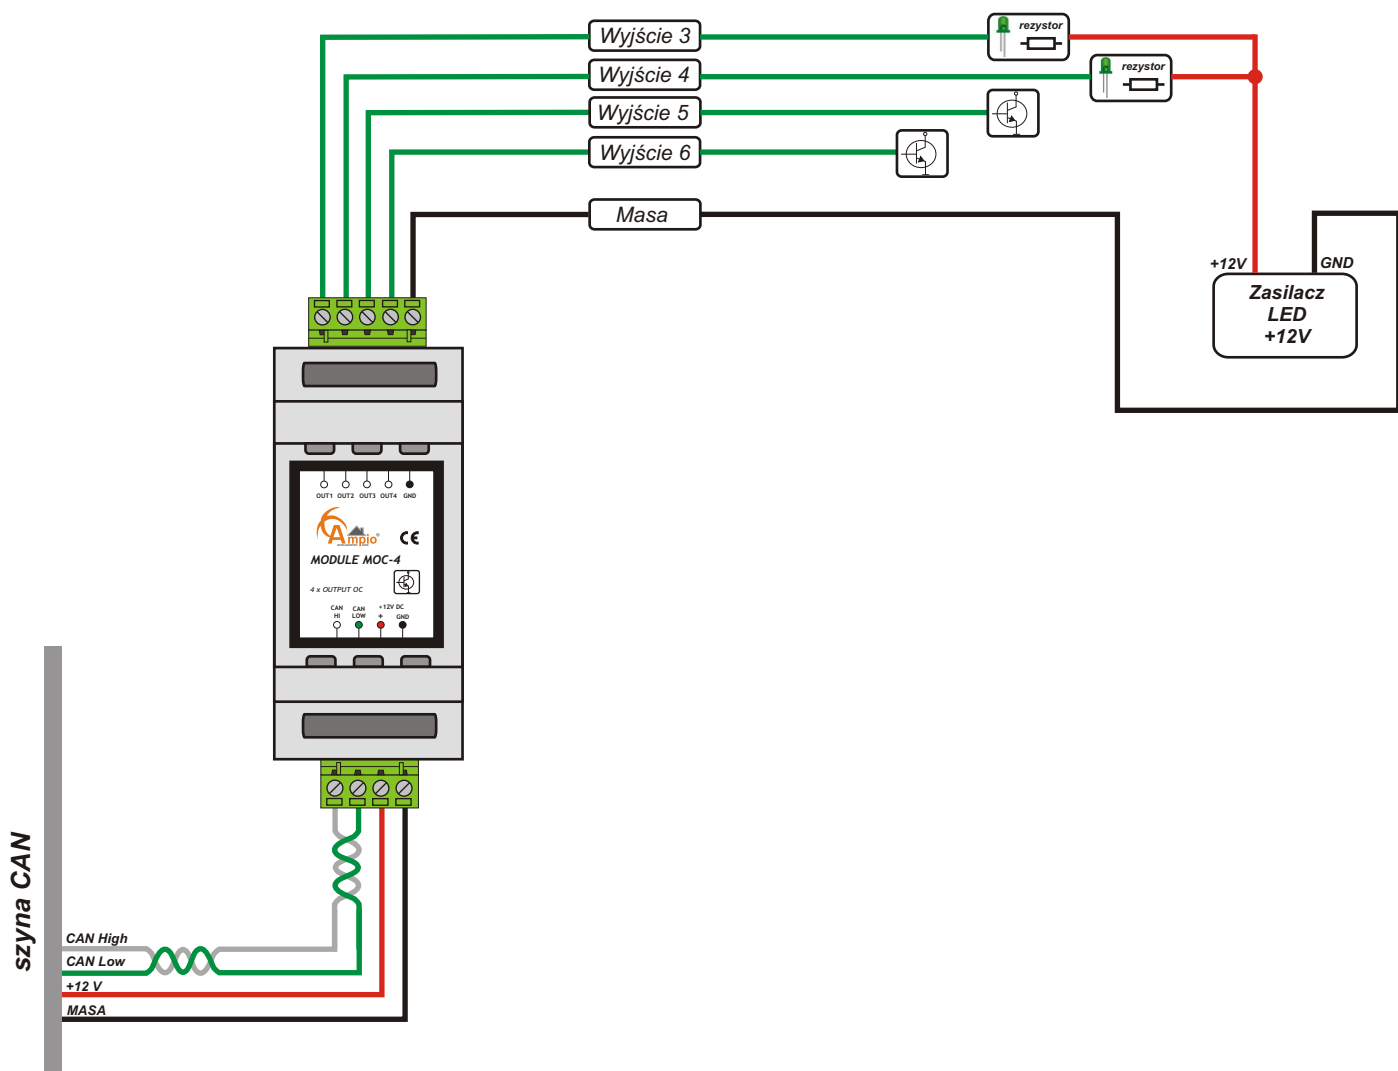 Wyjście 3
rezystor
Wyjście 4
rezystor
Wyjście 5
Wyjście 6
Masa
+12V
GND
Zasilacz
LED
+12V
OUT1 OUT2 OUT3 OUT4 GND
Ampio®
CE
MODULE MOC-4
4 x OUTPUT OC
CAN HI
CAN LOW
+12V DC
+
GND
szyna CAN
CAN High
CAN Low
+12 V
MASA